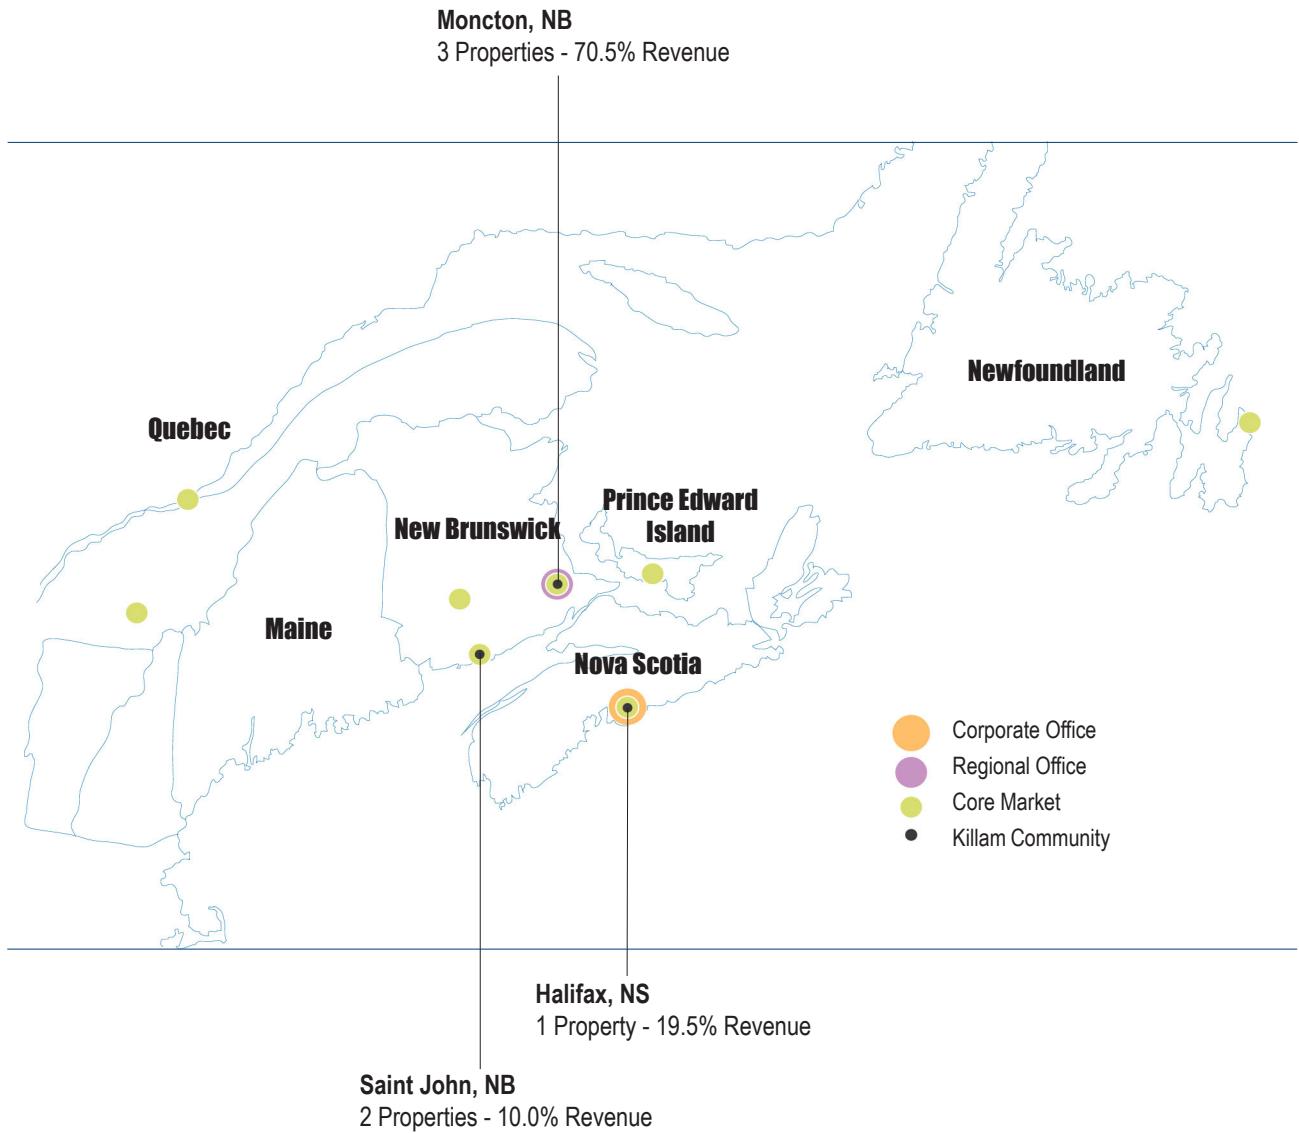 Moncton, NB
3 Properties - 70.5% Revenue
Newfoundland
Quebec
Prince Edward
Island
New Brunswick
Maine
Nova Scotia
Corporate Office
Regional Office
Core Market
Killam Community
Halifax, NS
1 Property - 19.5% Revenue
Saint John, NB
2 Properties - 10.0% Revenue